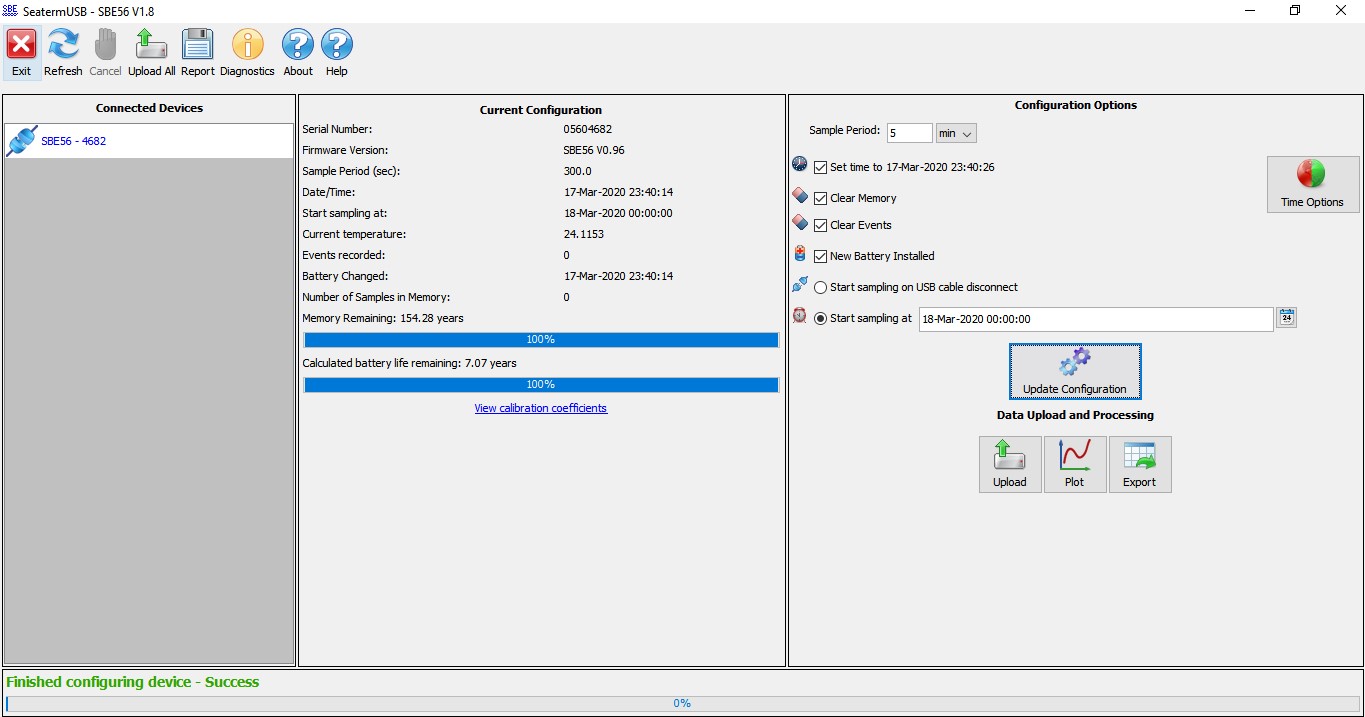 SBE SeatermUSB - SBE56 V1.8
Exit Refresh Cancel Upload All Report Diagnostics About Help
Connected Devices
SBE56 - 4682
Current Configuration
Serial Number: 05604682
Firmware Version: SBE56 V0.96
Sample Period (sec): 300.0
Date/Time: 17-Mar-2020 23:40:14
Start sampling at: 18-Mar-2020 00:00:00
Current temperature: 24.1153
Events recorded: 0
Battery Changed: 17-Mar-2020 23:40:14
Number of Samples in Memory: 0
Memory Remaining: 154.28 years
100%
Calculated battery life remaining: 7.07 years
100%
View calibration coefficients
Configuration Options
Sample Period: 5 min
Set time to 17-Mar-2020 23:40:26
Time Options
Clear Memory
Clear Events
New Battery Installed
Start sampling on USB cable disconnect
Start sampling at 18-Mar-2020 00:00:00 24
Update Configuration
Data Upload and Processing
Upload Plot Export
Finished configuring device - Success
0%